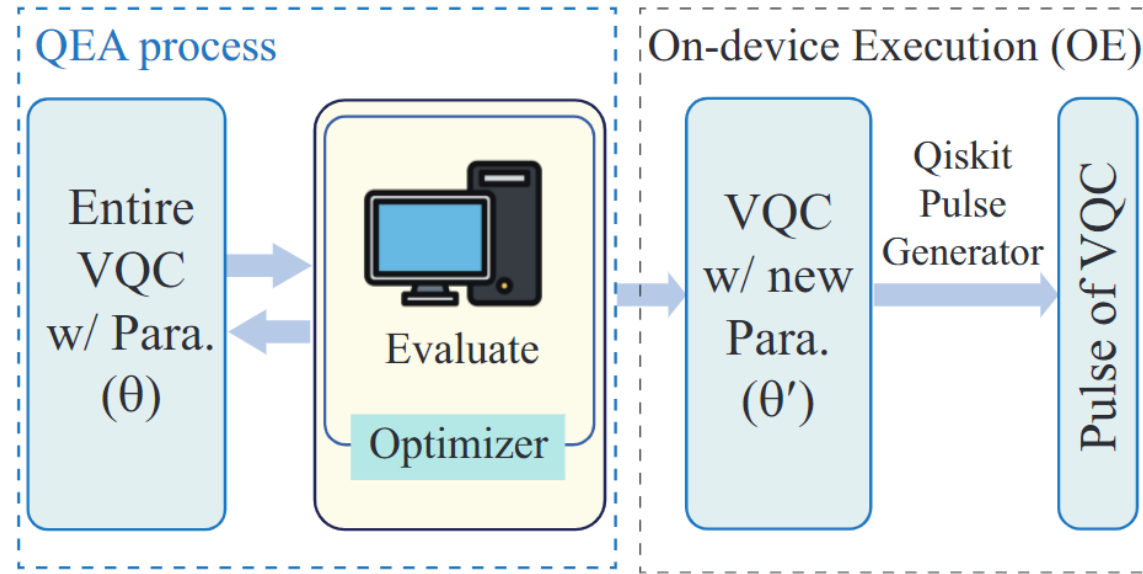 QEA process
Entire
VQC
w/ Para.
(θ)
Evaluate
Optimizer
On-device Execution (OE)
VQC
w/ new
Para.
(θ′)
Qiskit
Pulse
Generator
Pulse of VQC